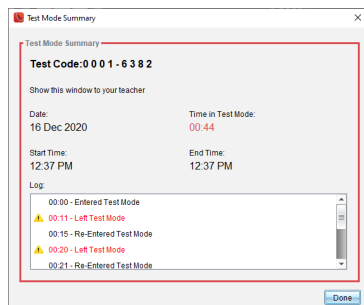 Test Mode Summary
Test Mode Summary
Test Code:0 0 0 1 - 6 3 8 2
Show this window to your teacher
Date:
Time in Test Mode:
16 Dec 2020
00:44
Start Time:
End Time:
12:37 PM
12:37 PM
Log:
00:00 - Entered Test Mode
00:11 - Left Test Mode
00:15 - Re-Entered Test Mode
00:20 - Left Test Mode
00:21 - Re-Entered Test Mode
Done